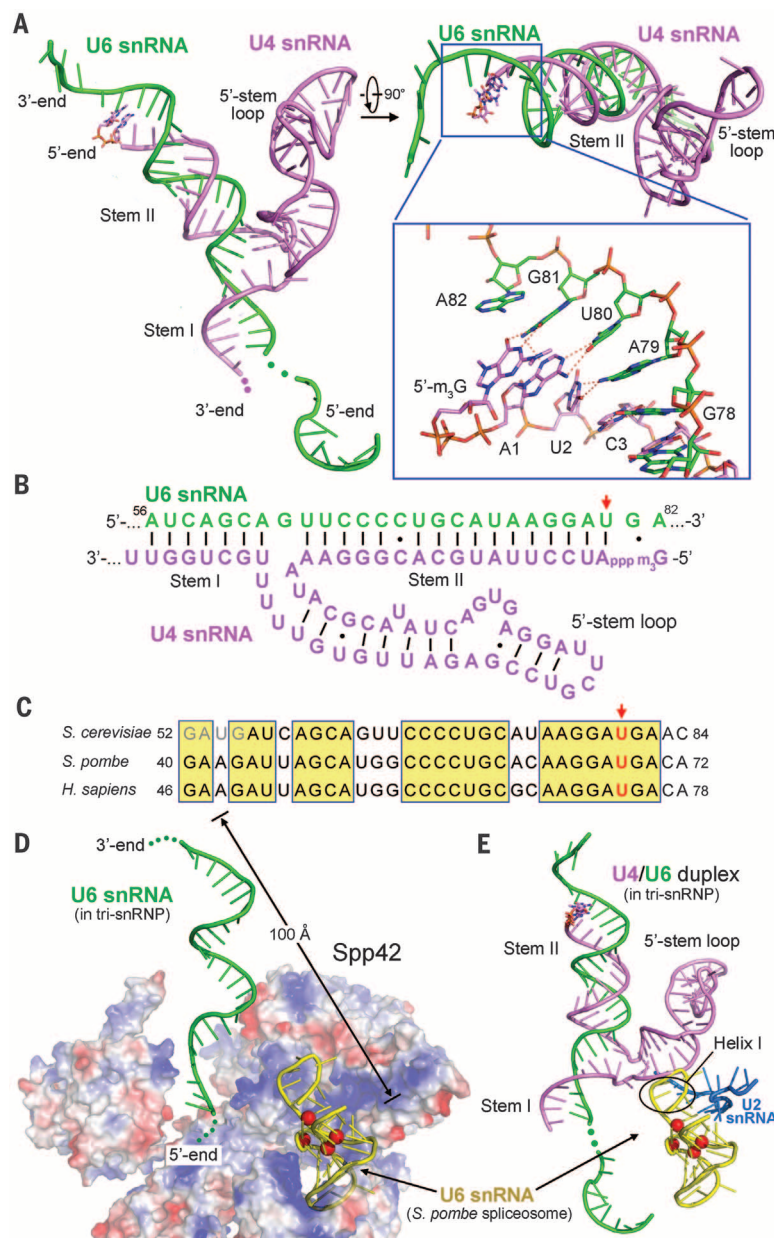 A
U6 snRNA
U4 snRNA
5’-stem
loop
3’-end
5’-end
Stem II
Stem I
3’-end
5’-end
90°
U6 snRNA
U4 snRNA
Stem II
5’-stem
loop
G81
A82
U80
A79
5’-m3G
G78
A1
U2
C3
B
U6 snRNA
5’-... 56 AUCAGCAGUUCCCCUGCAUAAGGAUGA 82 ...-3’
3’-... UUGGUCGU AAGGGCACGUAUUCCUAppp m3G -5’
Stem I
Stem II
U4 snRNA
5’-stem loop
C
S. cerevisiae 52 GAUGAUCAGCAGUUCCCCUGCAUAAGGAUGAAC 84
S. pombe 40 GAAGAUUAGCAUGGCCCCUGCACAAGGAUGACA 72
H. sapiens 46 GAAGAUUAGCAUGGCCCCUGCGCAAGGAUGACA 78
D
3’-end
U6 snRNA
(in tri-snRNP)
100 Å
Spp42
5’-end
E
U4/U6 duplex
(in tri-snRNP)
Stem II
5’-stem loop
Helix I
Stem I
U2
snRNA
U6 snRNA
(S. pombe spliceosome)